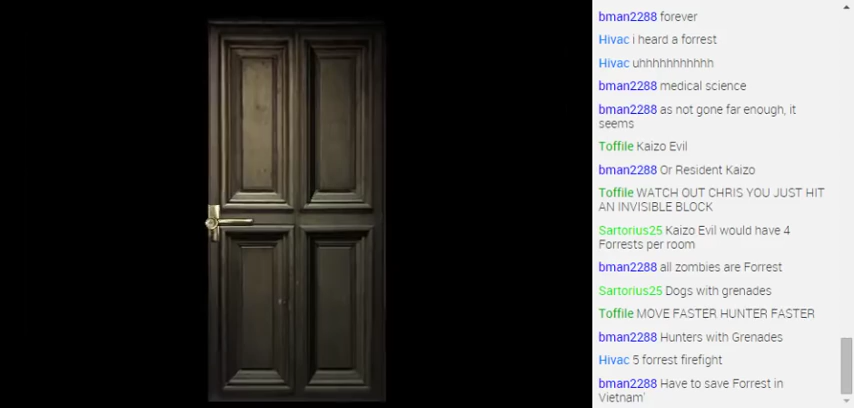 bman2288 forever
Hivac i heard a forrest
Hivac uhhhhhhhhhhh
bman2288 medical science
bman2288 as not gone far enough, it
seems
Toffile Kaizo Evil
bman2288 Or Resident Kaizo
Toffile WATCH OUT CHRIS YOU JUST HIT
AN INVISIBLE BLOCK
Sartorius25 Kaizo Evil would have 4
Forrests per room
bman2288 all zombies are Forrest
Sartorius25 Dogs with grenades
Toffile MOVE FASTER HUNTER FASTER
bman2288 Hunters with Grenades
Hivac 5 forrest firefight
bman2288 Have to save Forrest in
Vietnam'